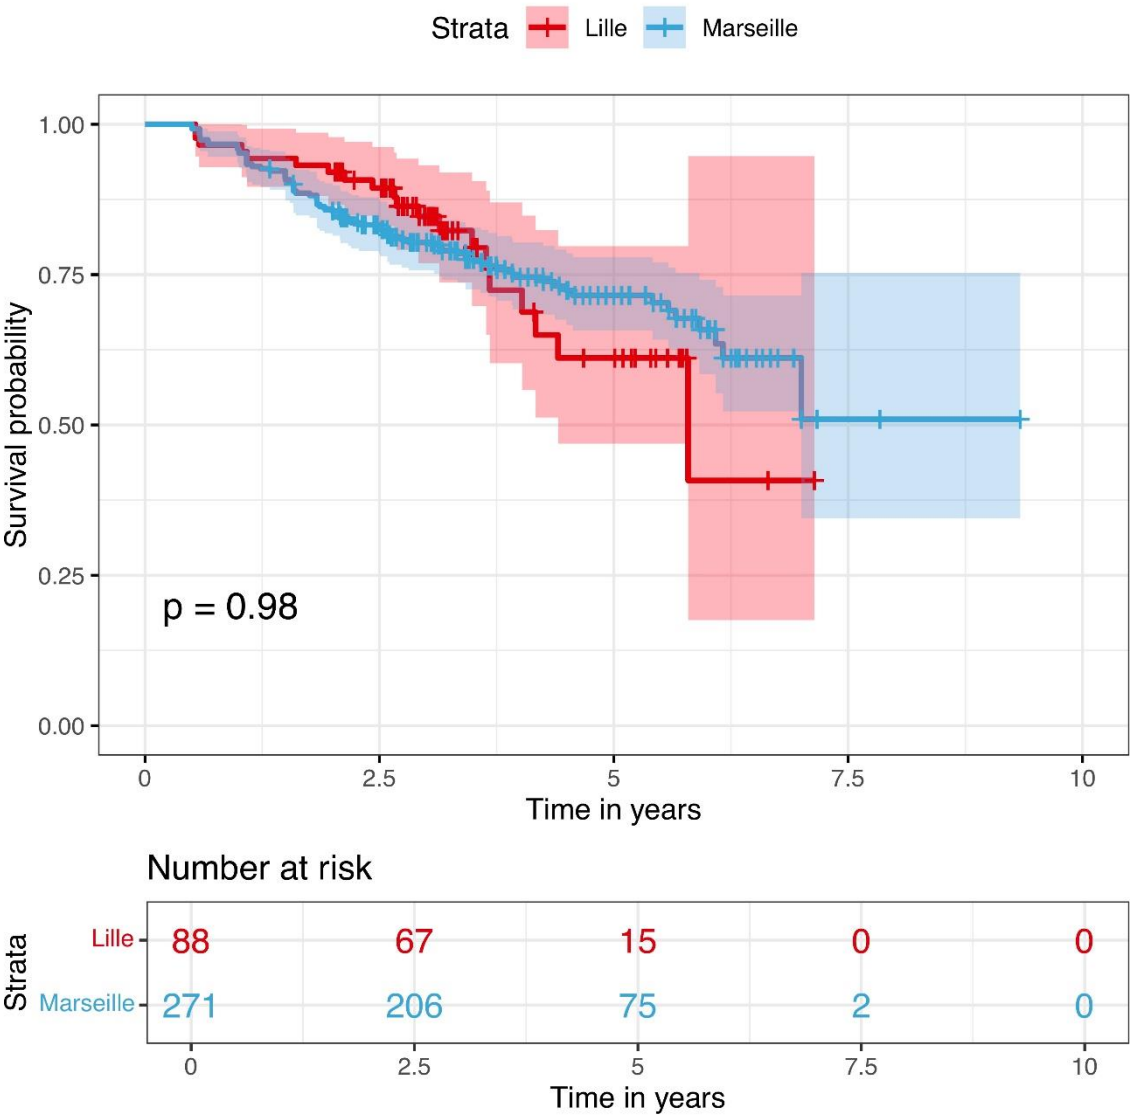 Strata Lille Marseille
Survival probability
1.00
0.75
0.50
0.25
0.00
p = 0.98
0 2.5 5 7.5 10
Time in years
Number at risk
Strata
Lille 88 67 15 0 0
Marseille 271 206 75 2 0
0 2.5 5 7.5 10
Time in years